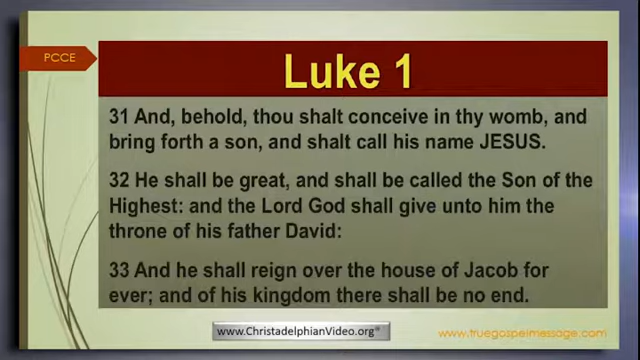 PCCE
Luke 1
31 And, behold, thou shalt conceive in thy womb, and
bring forth a son, and shalt call his name JESUS.
32 He shall be great, and shall be called the Son of the
Highest: and the Lord God shall give unto him the
throne of his father David:
33 And he shall reign over the house of Jacob for
ever; and of his kingdom there shall be no end.
www.ChristadelphianVideo.org®
www.truegospelmessage.com